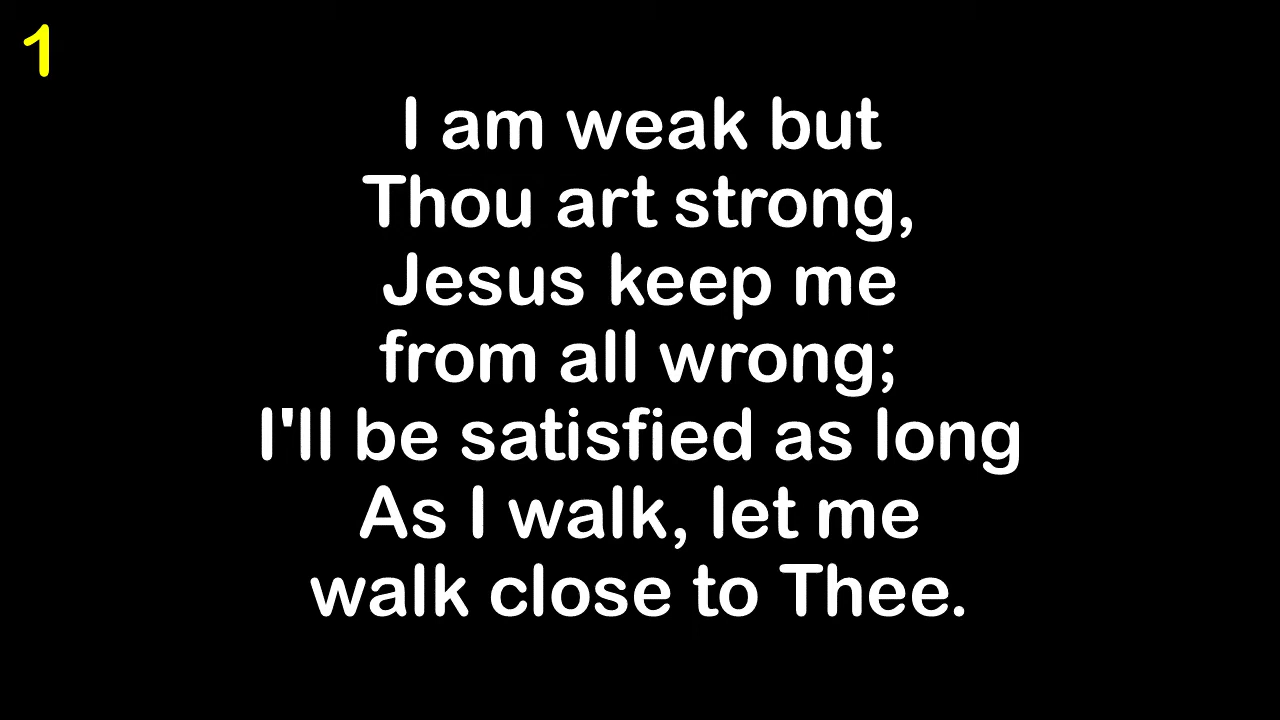 1
I am weak but
Thou art strong,
Jesus keep me
from all wrong;
I'll be satisfied as long
As I walk, let me
walk close to Thee.